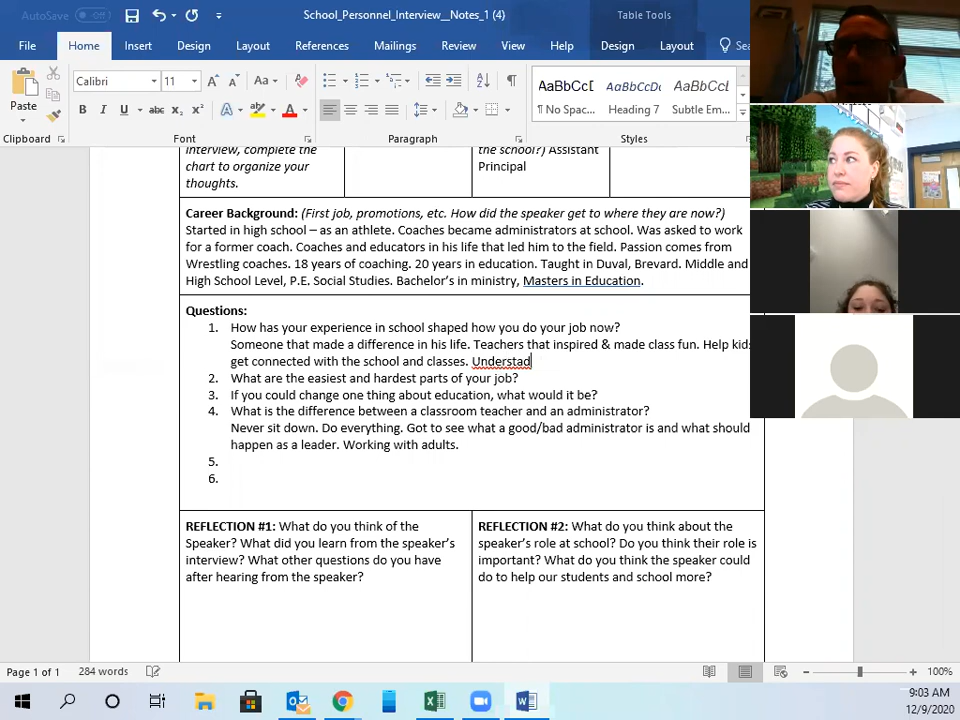 AutoSave
Off
School_Personnel_Interview__Notes_1 (4)
Table Tools
File
Home
Insert
Design
Layout
References
Mailings
Review
View
Help
Design
Layout
Sea
Paste
Calibri
11
Aa
AaBbCcD
AaBbCcDc
AaBbCcD
¶ No Spac...
Heading 7
Subtle Em...
Clipboard
Font
Paragraph
Styles
interview, complete the
chart to organize your
thoughts.
the school?) Assistant
Principal
Career Background: (First job, promotions, etc. How did the speaker get to where they are now?)
Started in high school – as an athlete. Coaches became administrators at school. Was asked to work
for a former coach. Coaches and educators in his life that led him to the field. Passion comes from
Wrestling coaches. 18 years of coaching. 20 years in education. Taught in Duval, Brevard. Middle and
High School Level, P.E. Social Studies. Bachelor's in ministry, Masters in Education.
Questions:
1. How has your experience in school shaped how you do your job now?
Someone that made a difference in his life. Teachers that inspired & made class fun. Help kids
get connected with the school and classes. Understad
2. What are the easiest and hardest parts of your job?
3. If you could change one thing about education, what would it be?
4. What is the difference between a classroom teacher and an administrator?
Never sit down. Do everything. Got to see what a good/bad administrator is and what should
happen as a leader. Working with adults.
5.
6.
REFLECTION #1: What do you think of the
Speaker? What did you learn from the speaker's
interview? What other questions do you have
after hearing from the speaker?
REFLECTION #2: What do you think about the
speaker's role at school? Do you think their role is
important? What do you think the speaker could
do to help our students and school more?
Page 1 of 1
284 words
100%
9:03 AM
12/9/2020